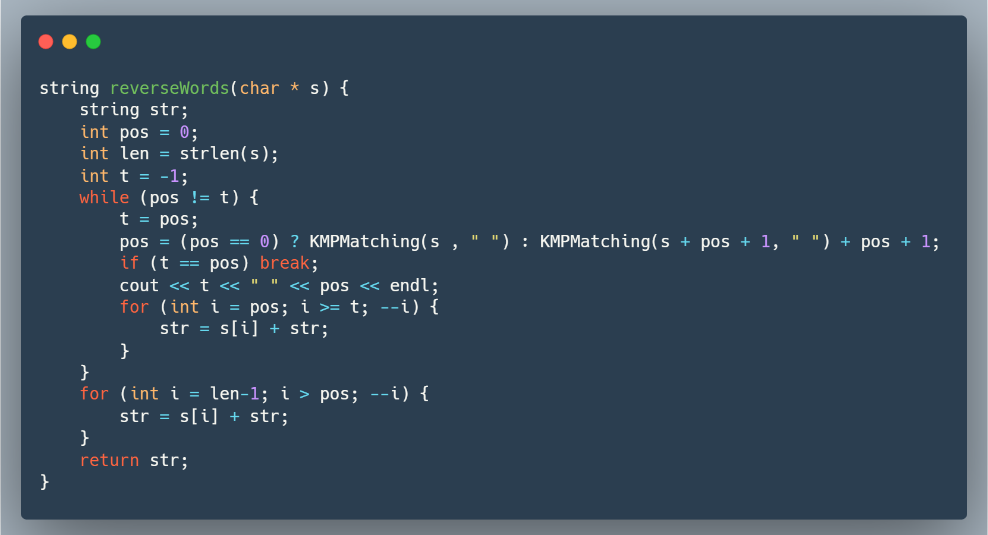 string reverseWords(char * s) {
    string str;
    int pos = 0;
    int len = strlen(s);
    int t = -1;
    while (pos != t) {
        t = pos;
        pos = (pos == 0) ? KMPMatching(s , " ") : KMPMatching(s + pos + 1, " ") + pos + 1;
        if (t == pos) break;
        cout << t << " " << pos << endl;
        for (int i = pos; i >= t; --i) {
            str = s[i] + str;
        }
    }
    for (int i = len-1; i > pos; --i) {
        str = s[i] + str;
    }
    return str;
}